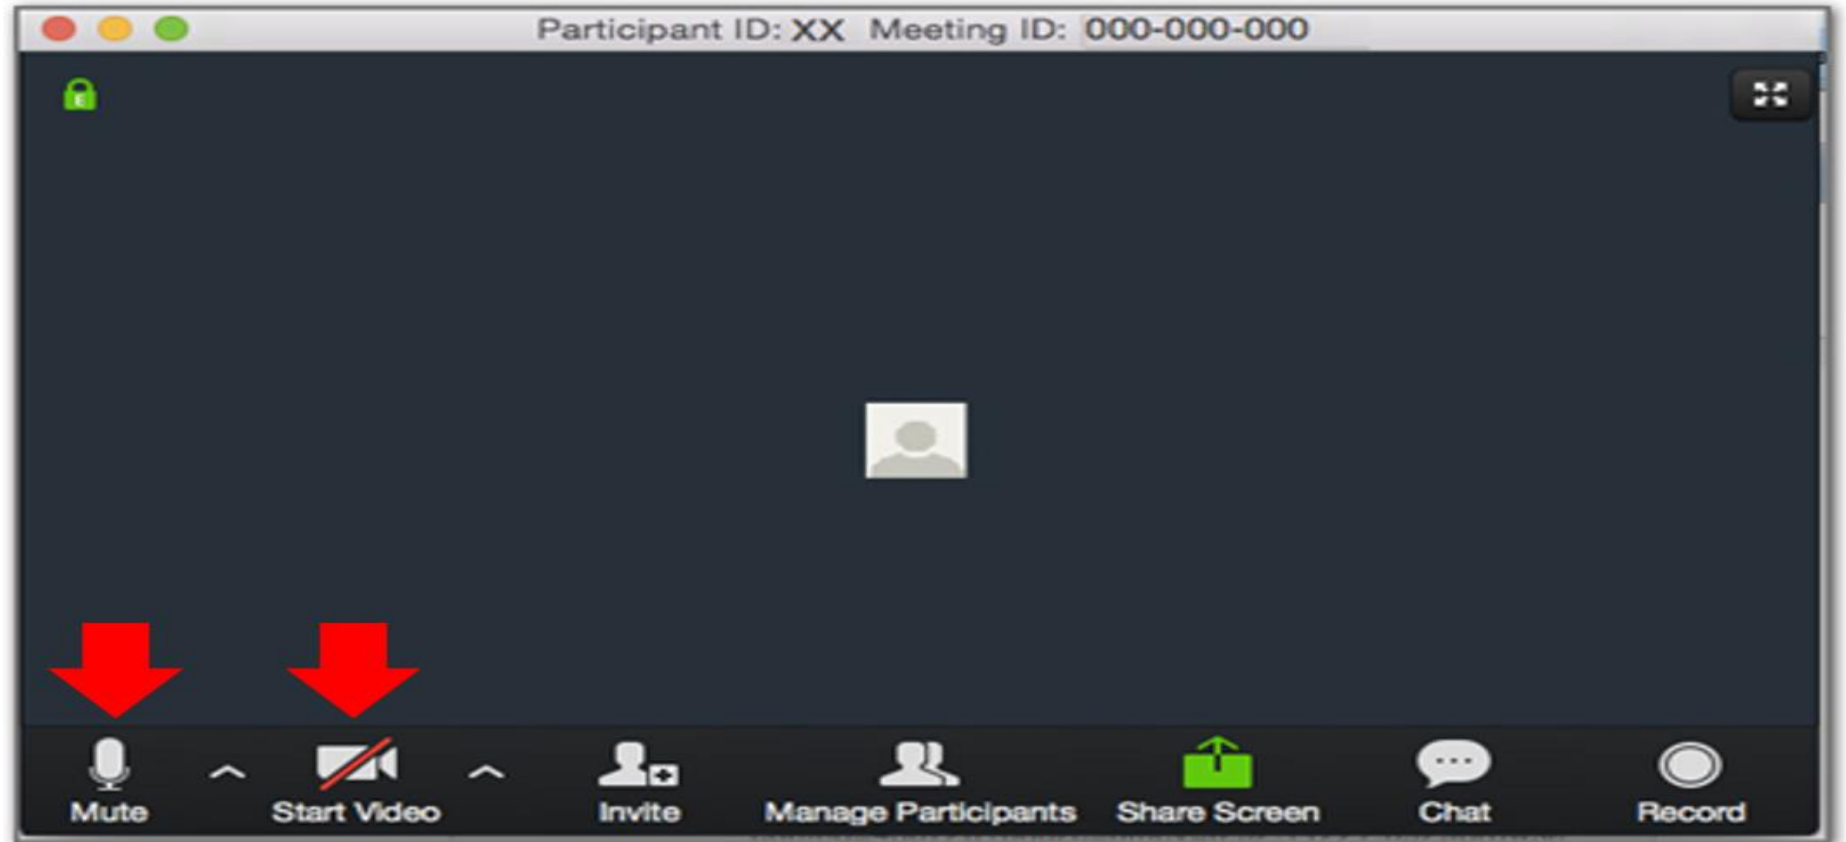 Participant ID: XX Meeting ID: 000-000-000
E
Mute Start Video Invite Manage Participants Share Screen Chat Record